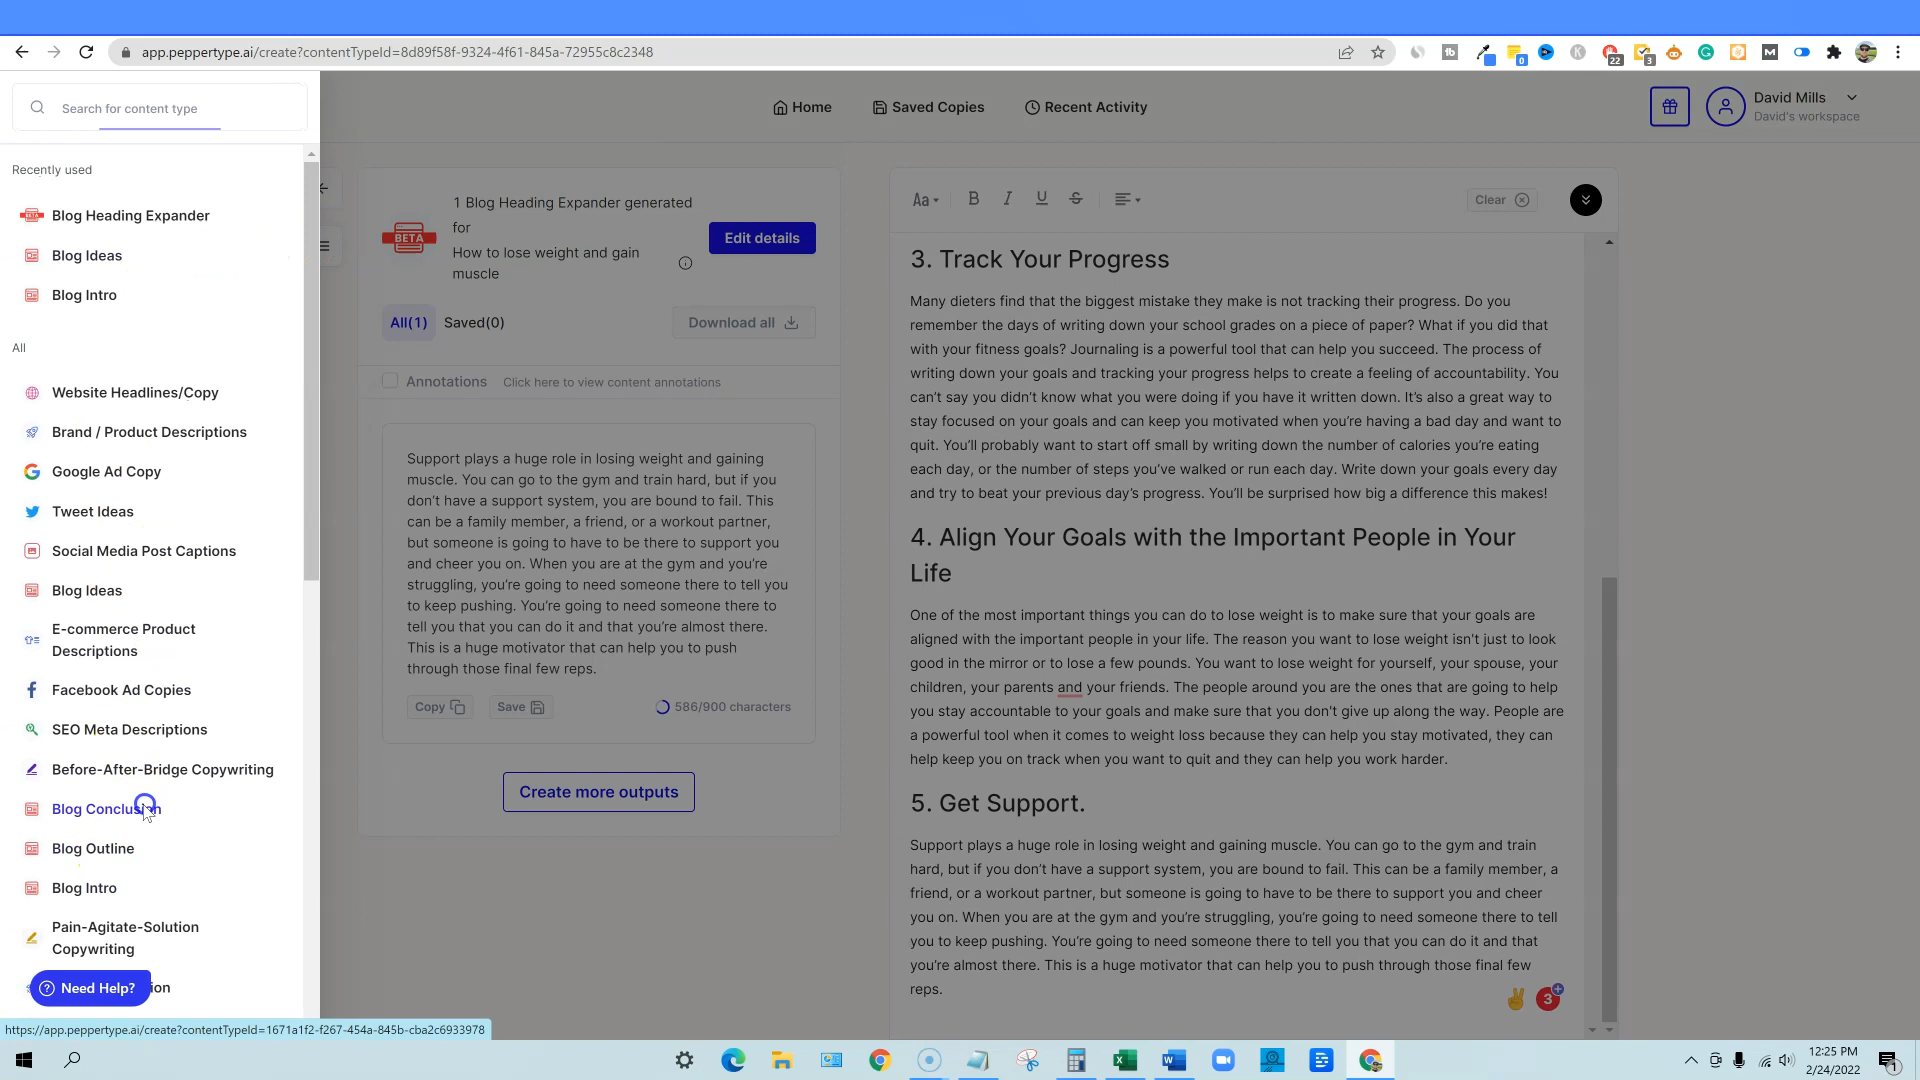 app.peppertype.ai/create?contentTypeId=8d89f58f-9324-4f61-845a-72955c8c2348
Search for content type
Home
Saved Copies
Recent Activity
David Mills
David's workspace
Recently used
BETA Blog Heading Expander
Blog Ideas
Blog Intro
All
Website Headlines/Copy
Brand / Product Descriptions
Google Ad Copy
Tweet Ideas
Social Media Post Captions
Blog Ideas
E-commerce Product
Descriptions
Facebook Ad Copies
SEO Meta Descriptions
Before-After-Bridge Copywriting
Blog Conclusion
Blog Outline
Blog Intro
Pain-Agitate-Solution
Copywriting
Need Help?
ion
https://app.peppertype.ai/create?contentTypeId=1671a1f2-f267-454a-845b-cba2c6933978
BETA
1 Blog Heading Expander generated
for
How to lose weight and gain
muscle
Edit details
All(1)
Saved(0)
Download all
Annotations
Click here to view content annotations
Support plays a huge role in losing weight and gaining
muscle. You can go to the gym and train hard, but if you
don't have a support system, you are bound to fail. This
can be a family member, a friend, or a workout partner,
but someone is going to have to be there to support you
and cheer you on. When you are at the gym and you're
struggling, you're going to need someone there to tell you
to keep pushing. You're going to need someone there to
tell you that you can do it and that you're almost there.
This is a huge motivator that can help you to push
through those final few reps.
Copy
Save
586/900 characters
Create more outputs
Aa
B I U S
Clear
3. Track Your Progress
Many dieters find that the biggest mistake they make is not tracking their progress. Do you
remember the days of writing down your school grades on a piece of paper? What if you did that
with your fitness goals? Journaling is a powerful tool that can help you succeed. The process of
writing down your goals and tracking your progress helps to create a feeling of accountability. You
can't say you didn't know what you were doing if you have it written down. It's also a great way to
stay focused on your goals and can keep you motivated when you're having a bad day and want to
quit. You'll probably want to start off small by writing down the number of calories you're eating
each day, or the number of steps you've walked or run each day. Write down your goals every day
and try to beat your previous day's progress. You'll be surprised how big a difference this makes!
4. Align Your Goals with the Important People in Your
Life
One of the most important things you can do to lose weight is to make sure that your goals are
aligned with the important people in your life. The reason you want to lose weight isn't just to look
good in the mirror or to lose a few pounds. You want to lose weight for yourself, your spouse, your
children, your parents and your friends. The people around you are the ones that are going to help
you stay accountable to your goals and make sure that you don't give up along the way. People are
a powerful tool when it comes to weight loss because they can help you stay motivated, they can
help keep you on track when you want to quit and they can help you work harder.
5. Get Support.
Support plays a huge role in losing weight and gaining muscle. You can go to the gym and train
hard, but if you don't have a support system, you are bound to fail. This can be a family member, a
friend, or a workout partner, but someone is going to have to be there to support you and cheer
you on. When you are at the gym and you're struggling, you're going to need someone there to tell
you to keep pushing. You're going to need someone there to tell you that you can do it and that
you're almost there. This is a huge motivator that can help you to push through those final few
reps.
3
12:25 PM
2/24/2022